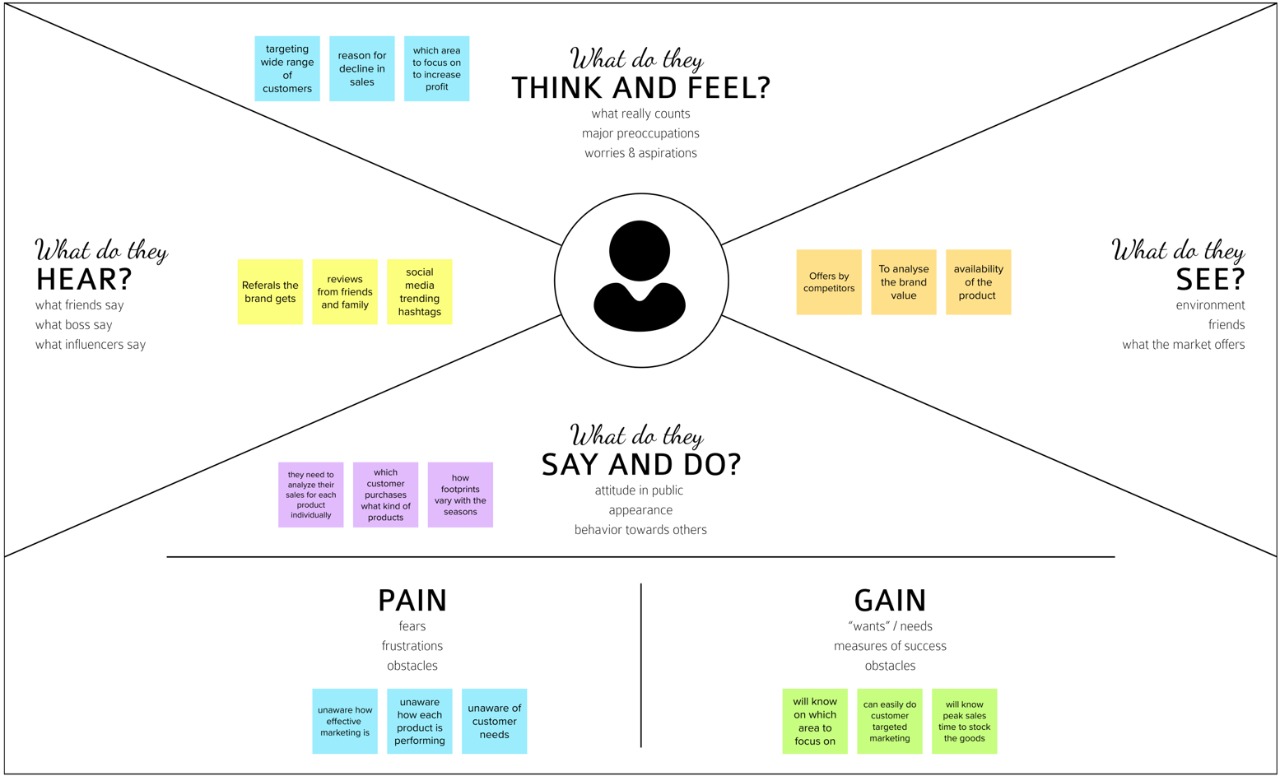 targeting
wide range
of
customers
reason for
decline in
sales
which area
to focus on
to increase
profit
What do they
THINK AND FEEL?
what really counts
major preoccupations
worries & aspirations
What do they
HEAR?
what friends say
what boss say
what influencers say
Referals the
brand gets
reviews
from friends
and family
social
media
trending
hashtags
Offers by
competitors
To analyse
the brand
value
availability
of the
product
What do they
SEE?
environment
friends
what the market offers
What do they
SAY AND DO?
attitude in public
appearance
behavior towards others
they need to
analyze their
sales for each
product
individually
which
customer
purchases
what kind of
products
how
footprints
vary with the
seasons
PAIN
fears
frustrations
obstacles
unaware how
effective
marketing is
unaware
how each
product is
performing
unaware of
customer
needs
GAIN
“wants” / needs
measures of success
obstacles
will know
on which
area to
focus on
can easily do
customer
targeted
marketing
will know
peak sales
time to stock
the goods